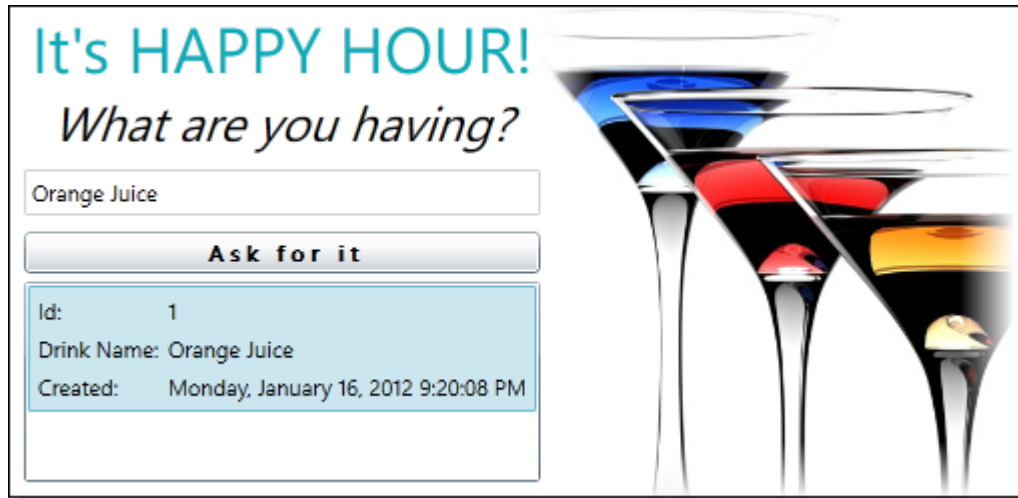 It's HAPPY HOUR!
What are you having?
Orange Juice
Ask for it
Id: 1
Drink Name: Orange Juice
Created: Monday, January 16, 2012 9:20:08 PM